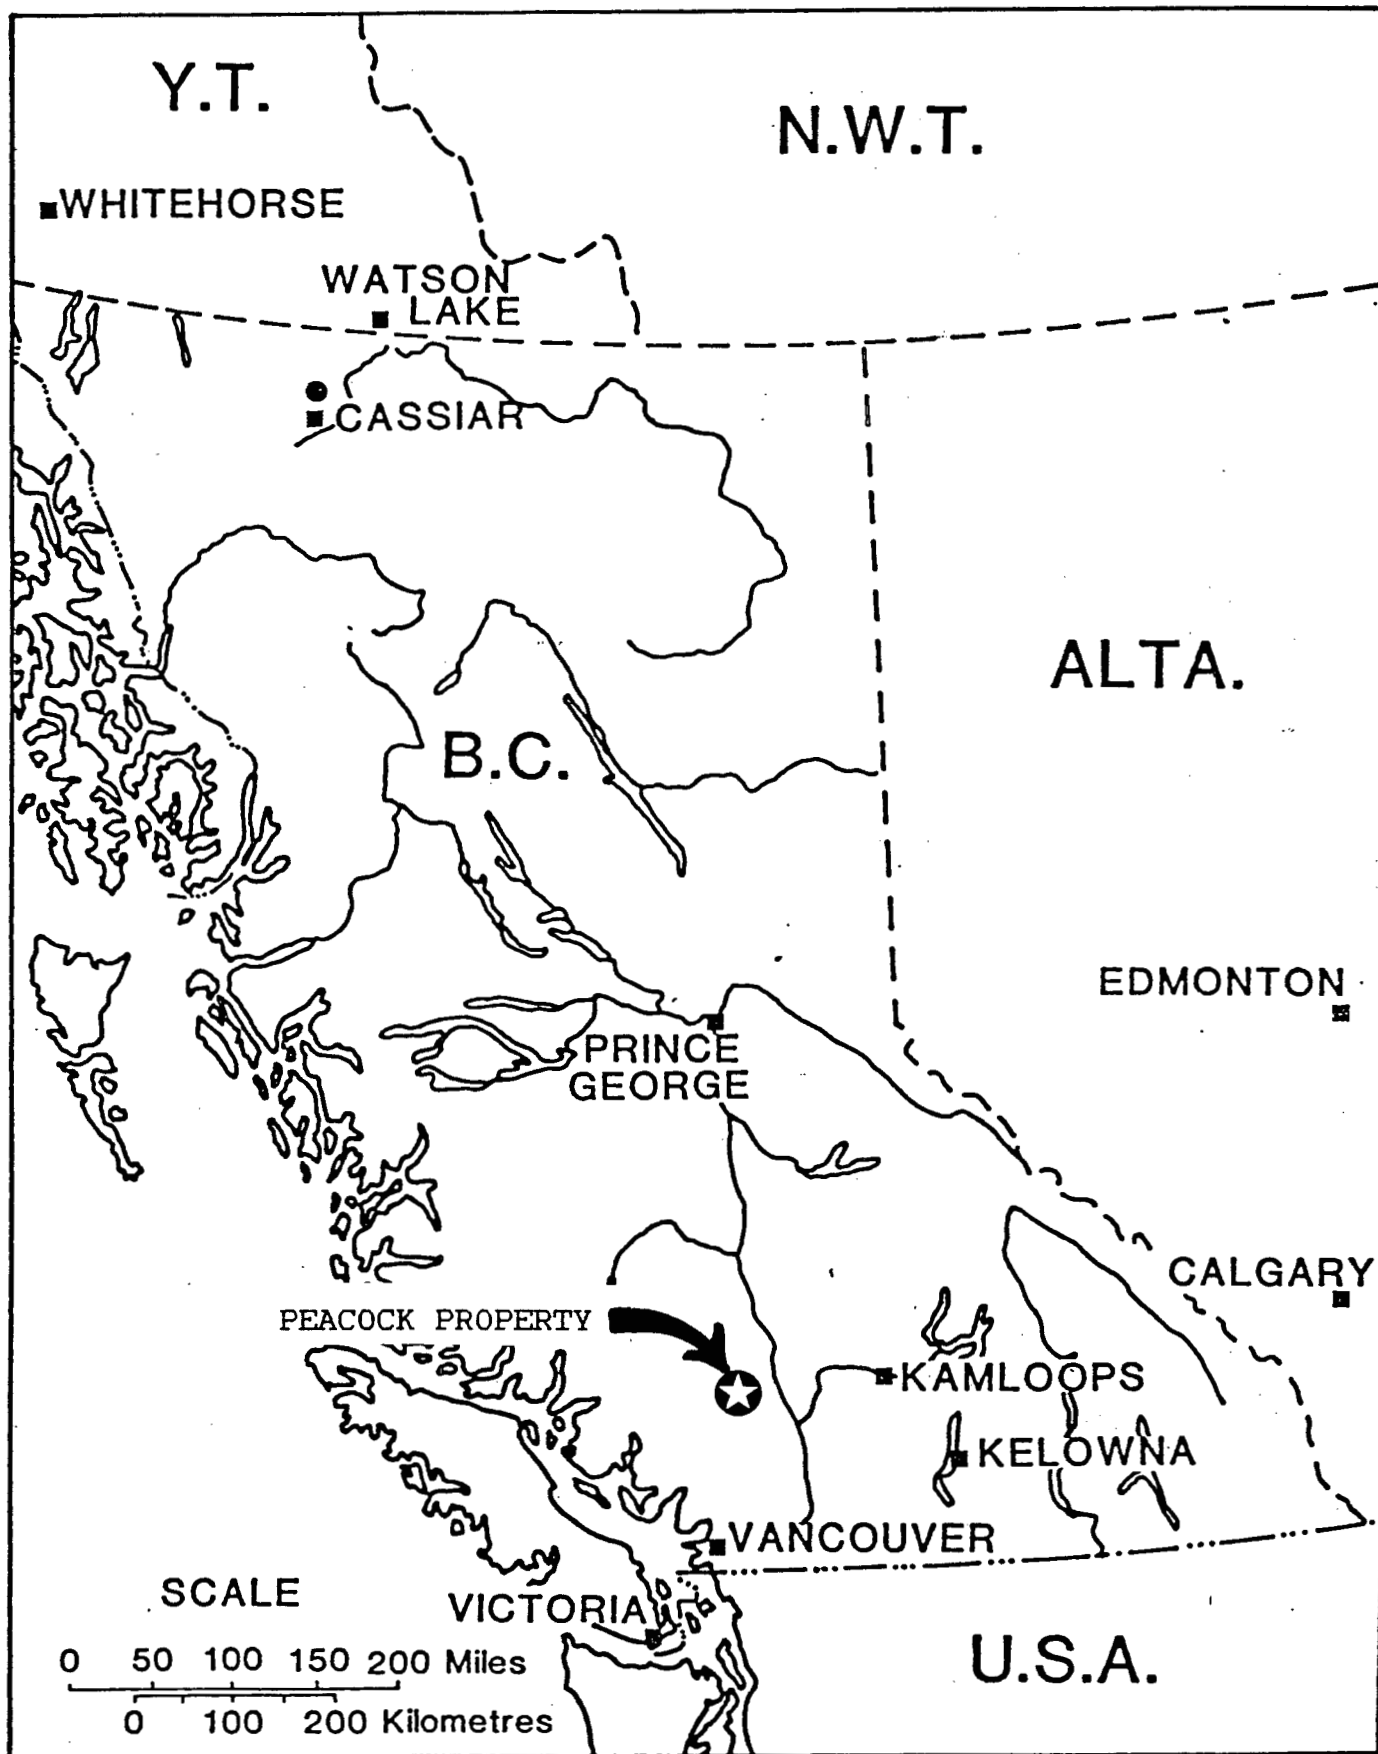 Y.T.
N.W.T.
WHITEHORSE
WATSON
LAKE
CASSIAR
ALTA.
B.C.
EDMONTON
PRINCE
GEORGE
CALGARY
PEACOCK PROPERTY
KAMLOOPS
KELOWNA
VANCOUVER
SCALE
VICTORIA
0 50 100 150 200 Miles
0 100 200 Kilometres
U.S.A.